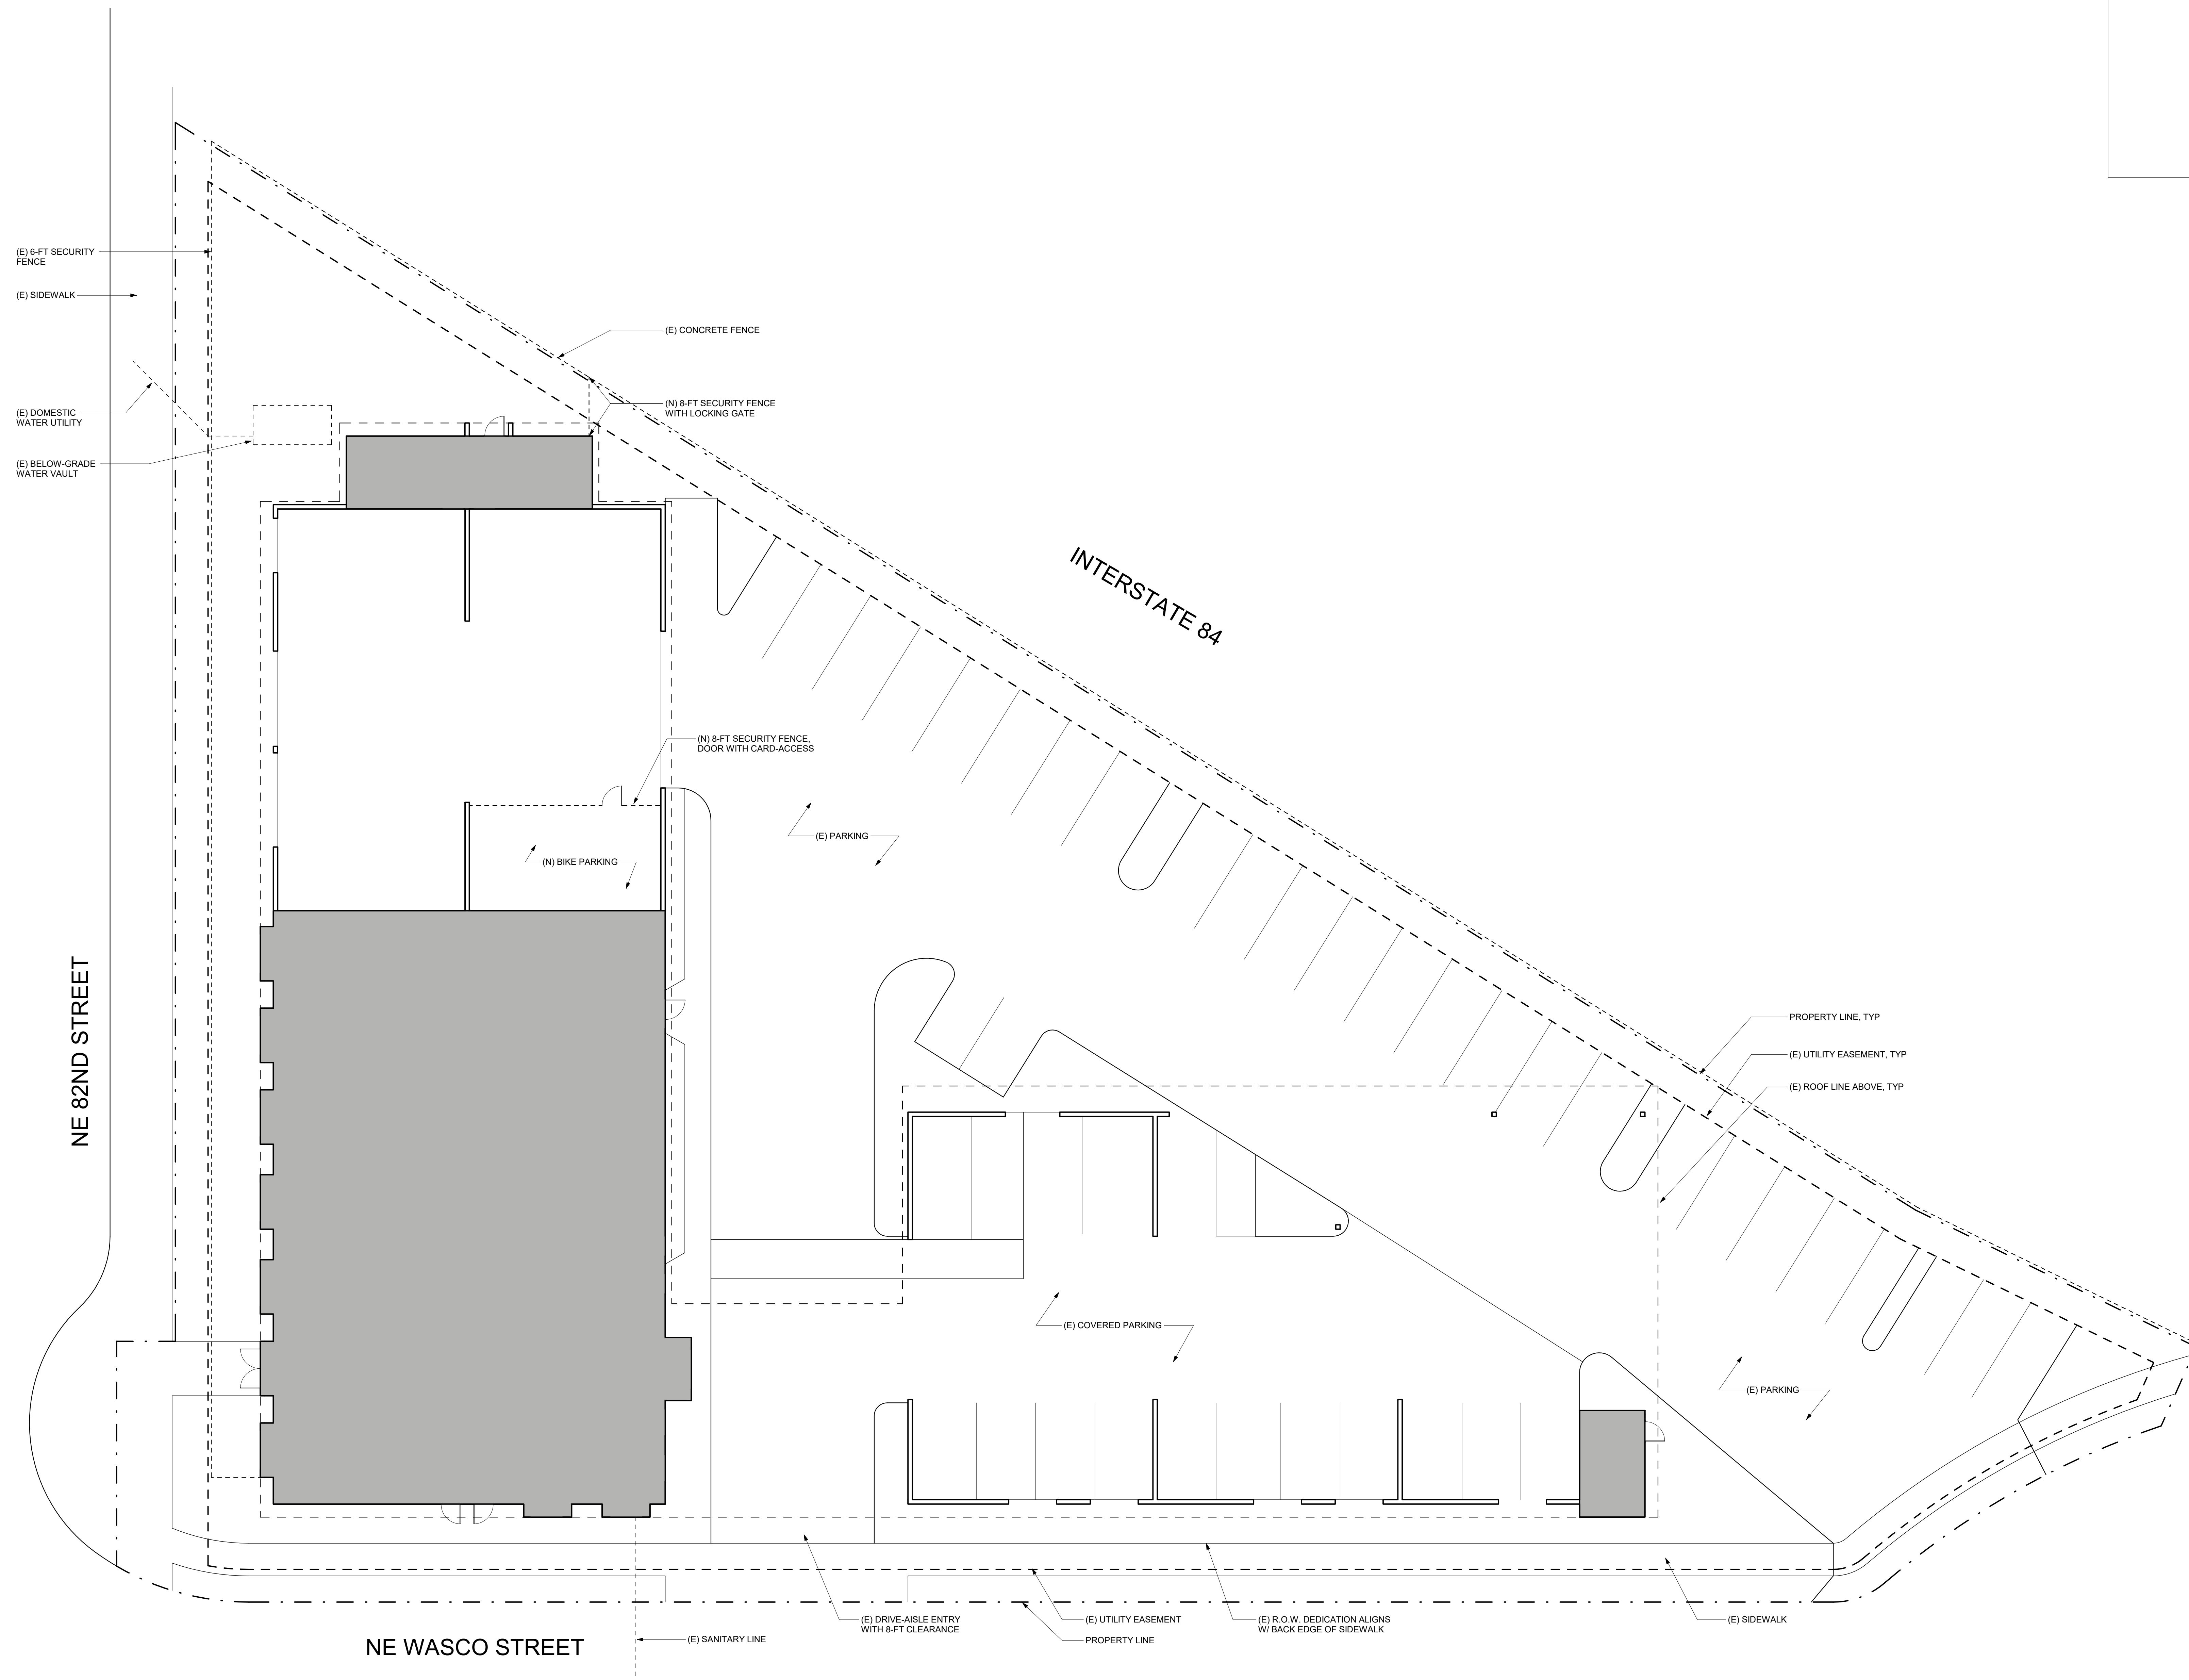 (E) 6-FT SECURITY
FENCE
(E) SIDEWALK
(E) CONCRETE FENCE
(E) DOMESTIC
WATER UTILITY
(N) 8-FT SECURITY FENCE
WITH LOCKING GATE
(E) BELOW-GRADE
WATER VAULT
INTERSTATE 84
(N) 8-FT SECURITY FENCE,
DOOR WITH CARD-ACCESS
(E) PARKING
(N) BIKE PARKING
NE 82ND STREET
PROPERTY LINE, TYP
(E) UTILITY EASEMENT, TYP
(E) ROOF LINE ABOVE, TYP
(E) COVERED PARKING
(E) PARKING
(E) DRIVE-AISLE ENTRY
WITH 8-FT CLEARANCE
(E) UTILITY EASEMENT
PROPERTY LINE
(E) R.O.W. DEDICATION ALIGNS
W/ BACK EDGE OF SIDEWALK
(E) SIDEWALK
(E) SANITARY LINE
NE WASCO STREET